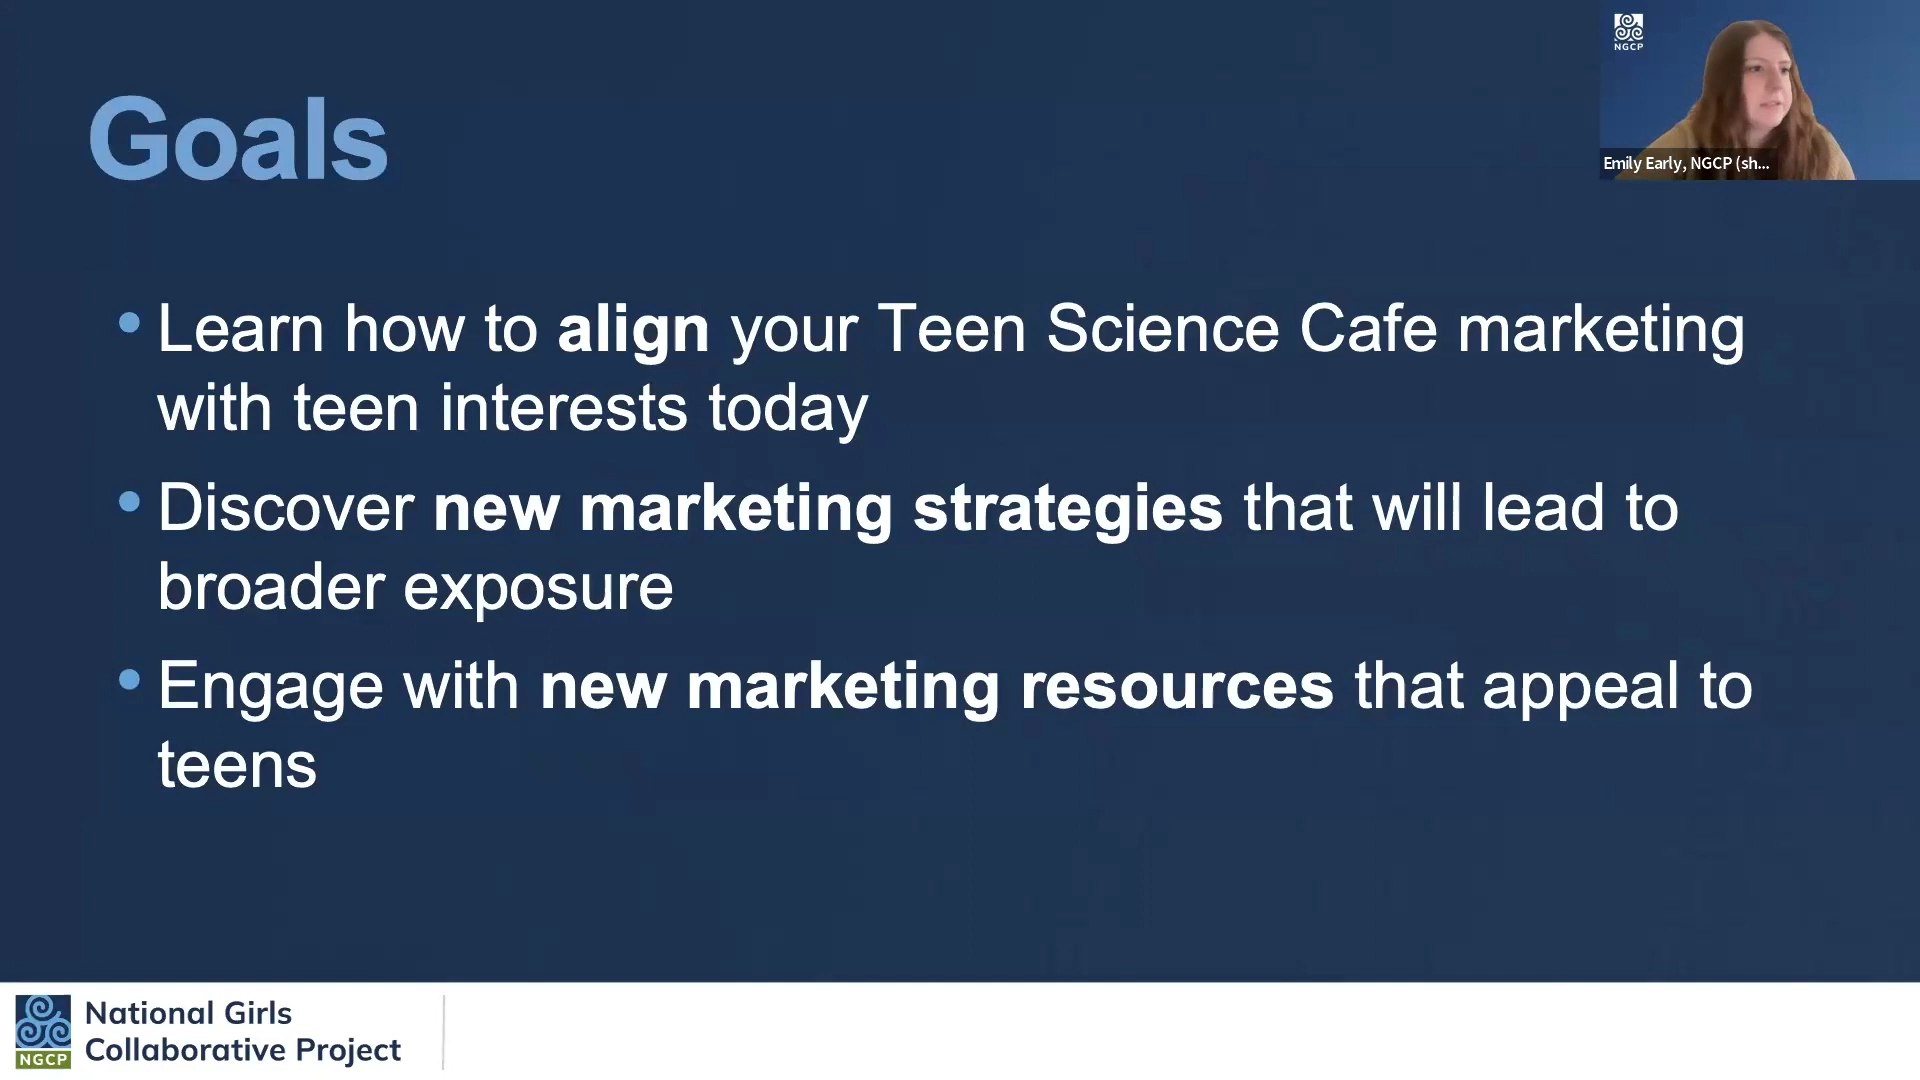 NGCP
Emily Early, NGCP (sh...
Goals
• Learn how to align your Teen Science Cafe marketing
with teen interests today
• Discover new marketing strategies that will lead to
broader exposure
• Engage with new marketing resources that appeal to
teens
National Girls
Collaborative Project
NGCP